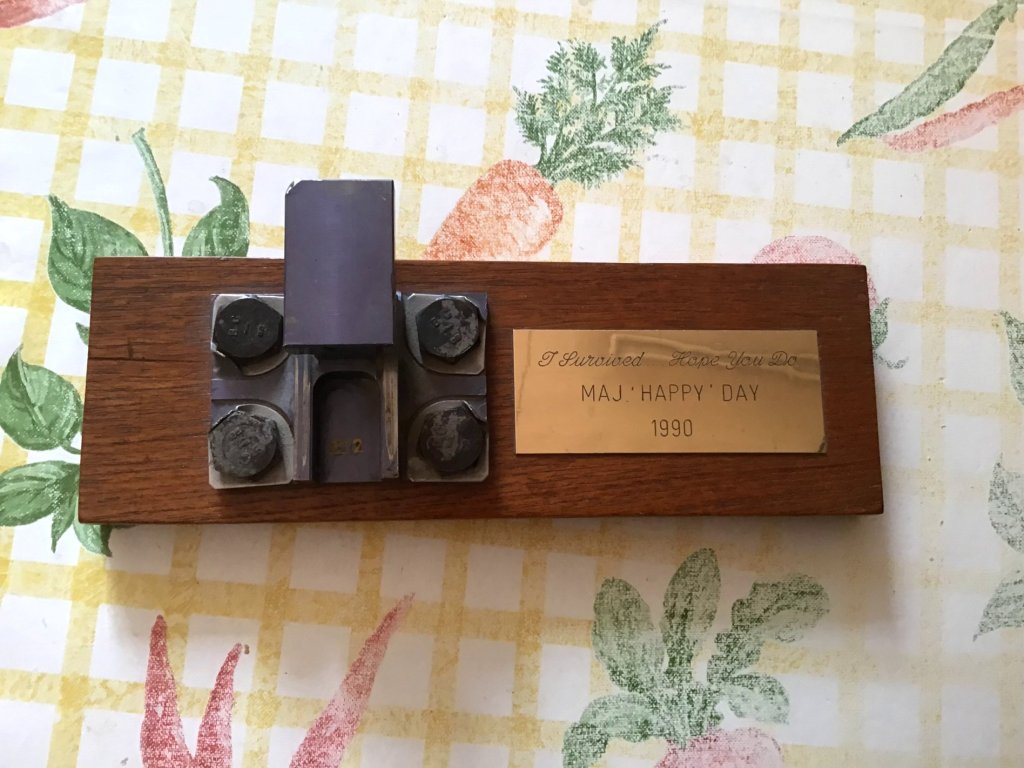 I Survived... Hope You Do
MAJ. 'HAPPY' DAY
1990